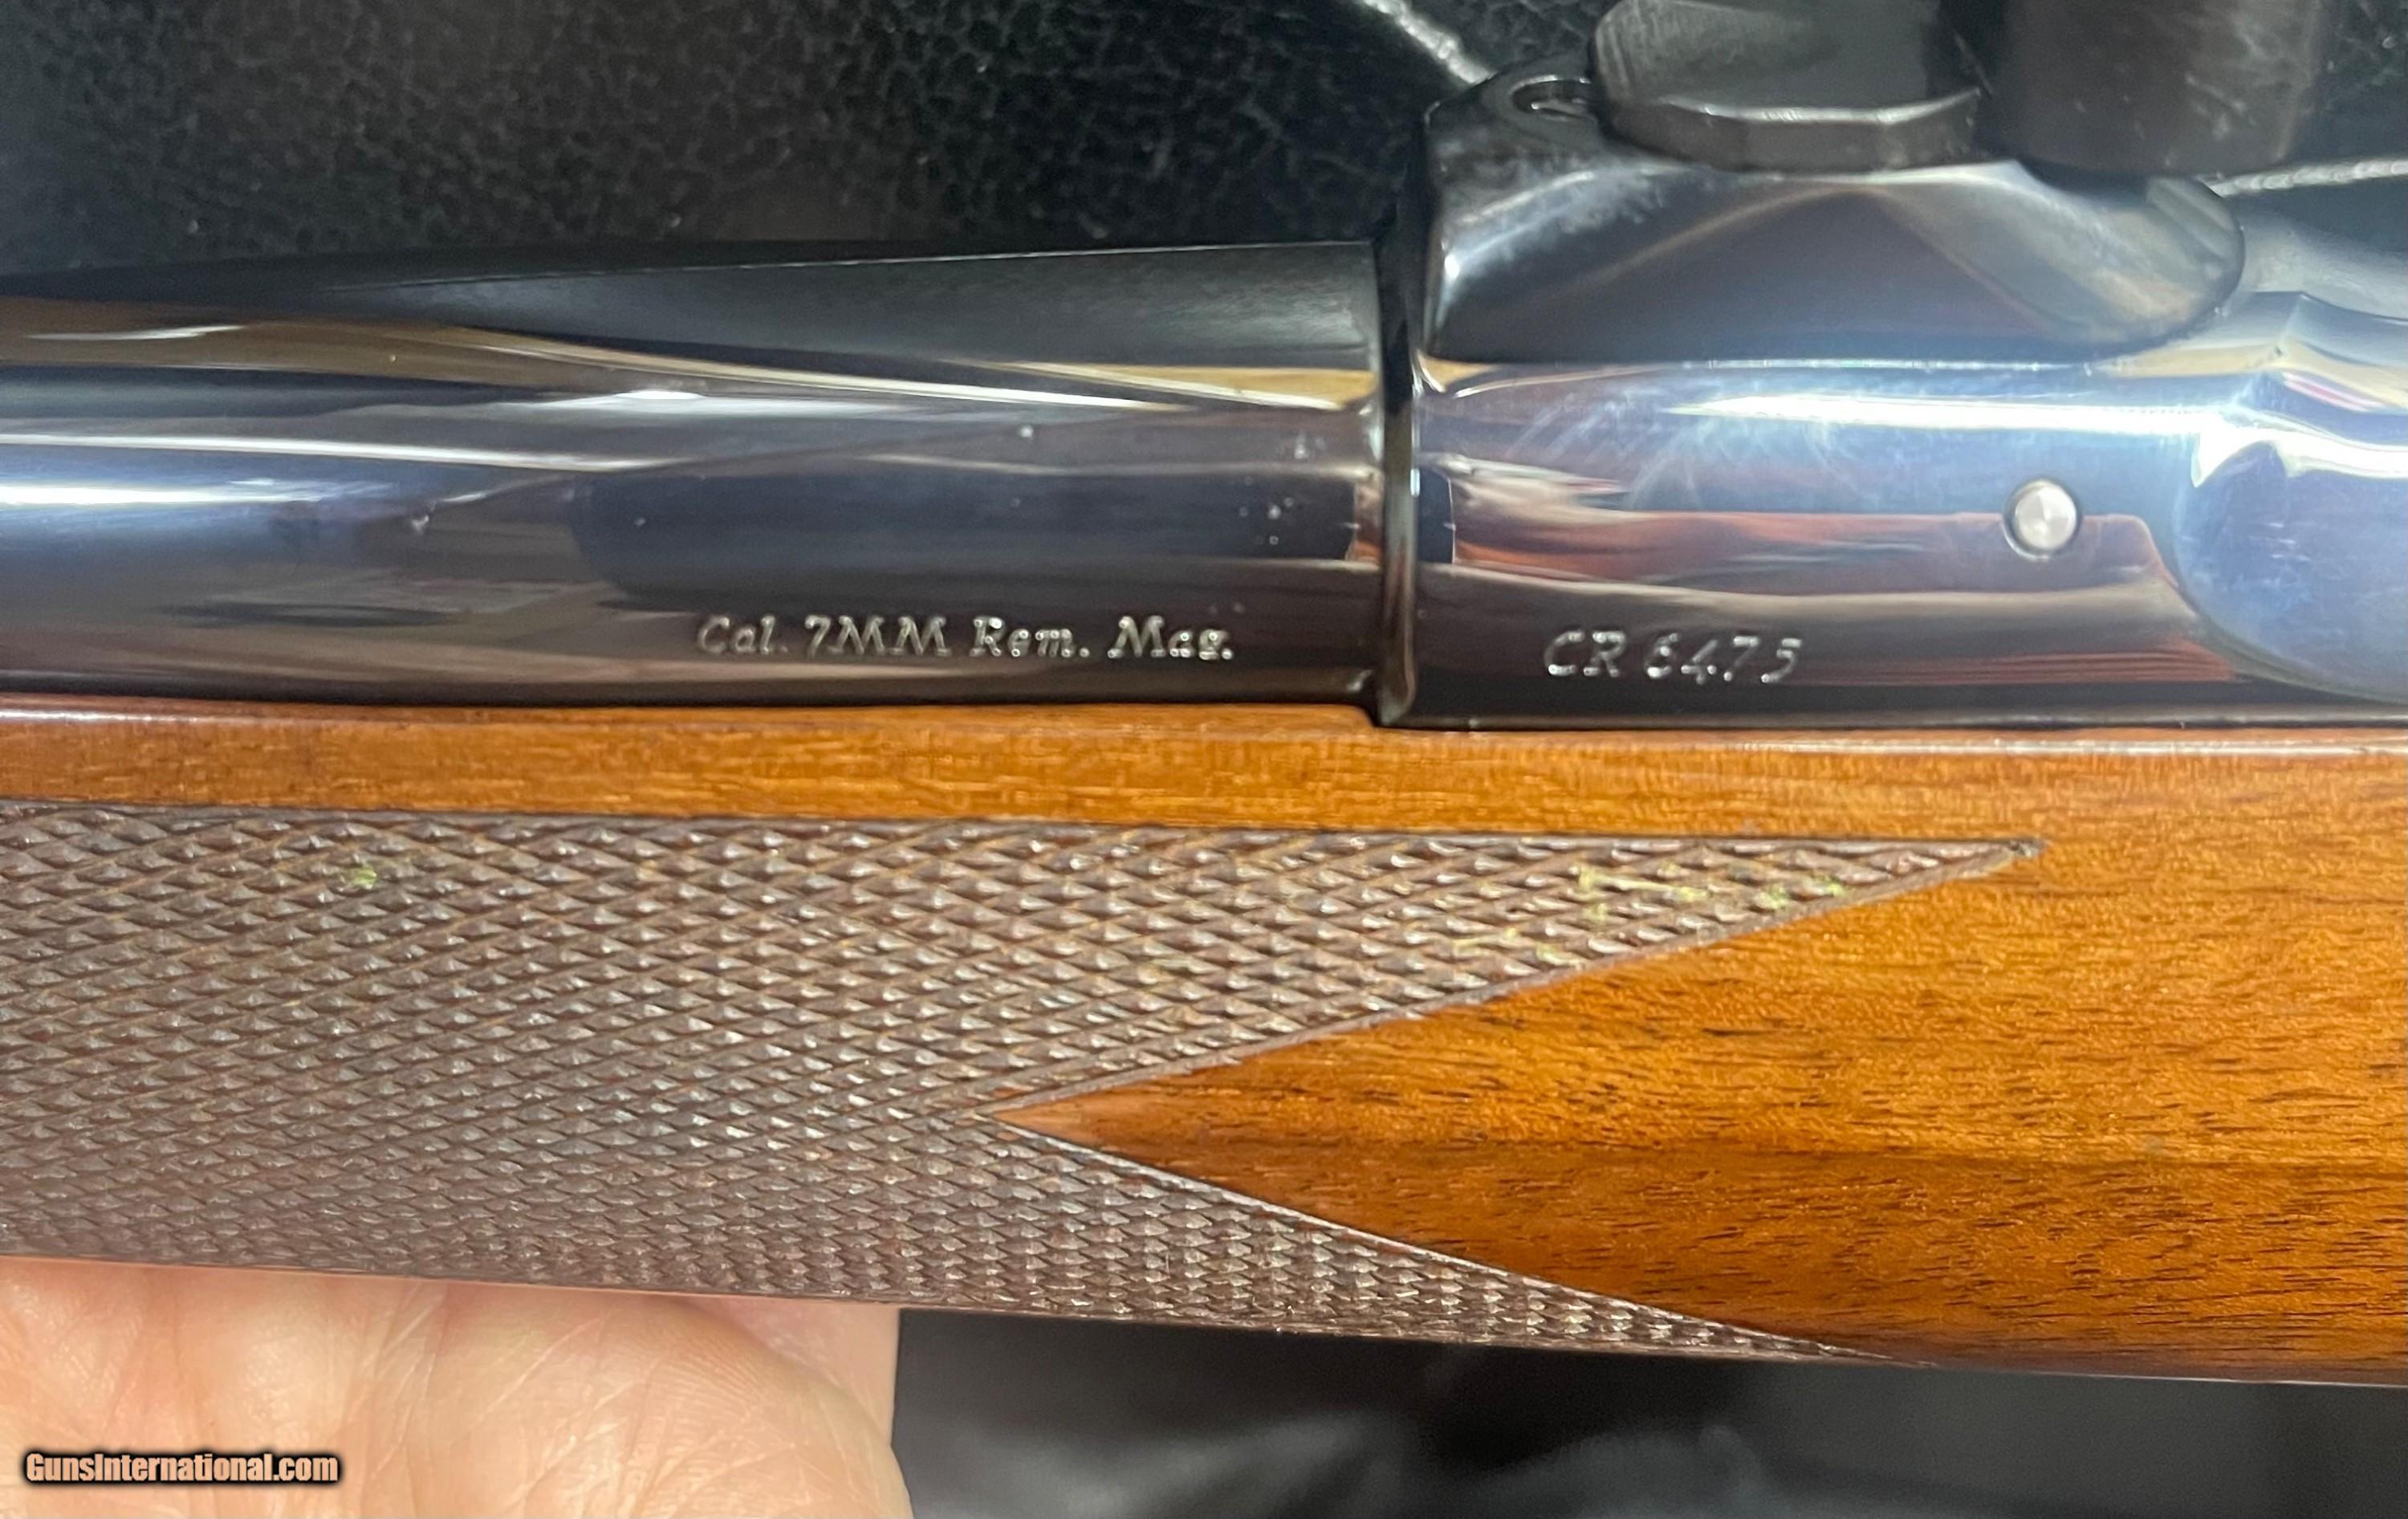 Cal. 7MM Rem. Mag.
CR 6475
GunsInternational.com